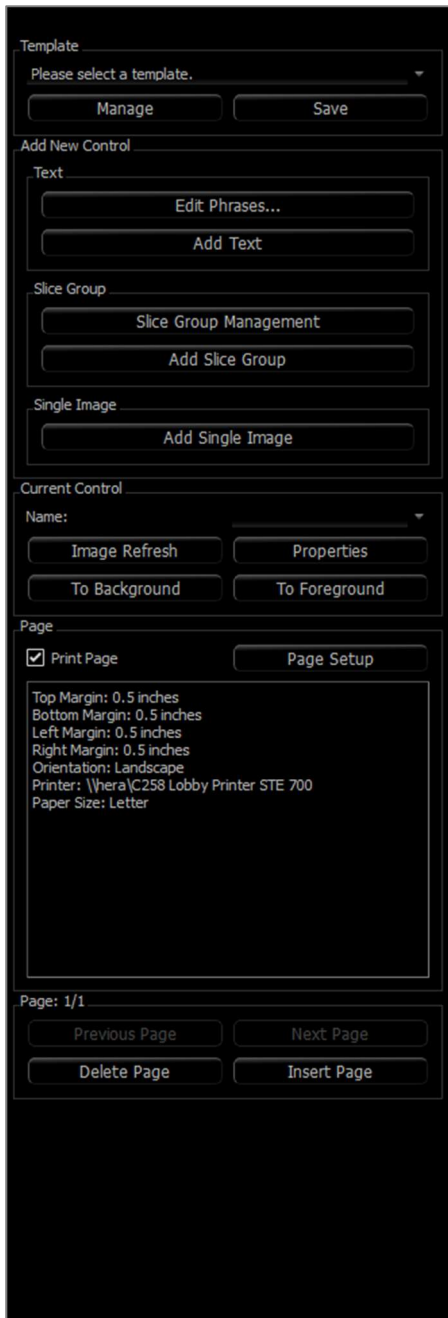 Template
Please select a template.
Manage Save
Add New Control
Text
Edit Phrases...
Add Text
Slice Group
Slice Group Management
Add Slice Group
Single Image
Add Single Image
Current Control
Name:
Image Refresh Properties
To Background To Foreground
Page
Print Page Page Setup
Top Margin: 0.5 inches
Bottom Margin: 0.5 inches
Left Margin: 0.5 inches
Right Margin: 0.5 inches
Orientation: Landscape
Printer: \\hera\C258 Lobby Printer STE 700
Paper Size: Letter
Page: 1/1
Previous Page Next Page
Delete Page Insert Page